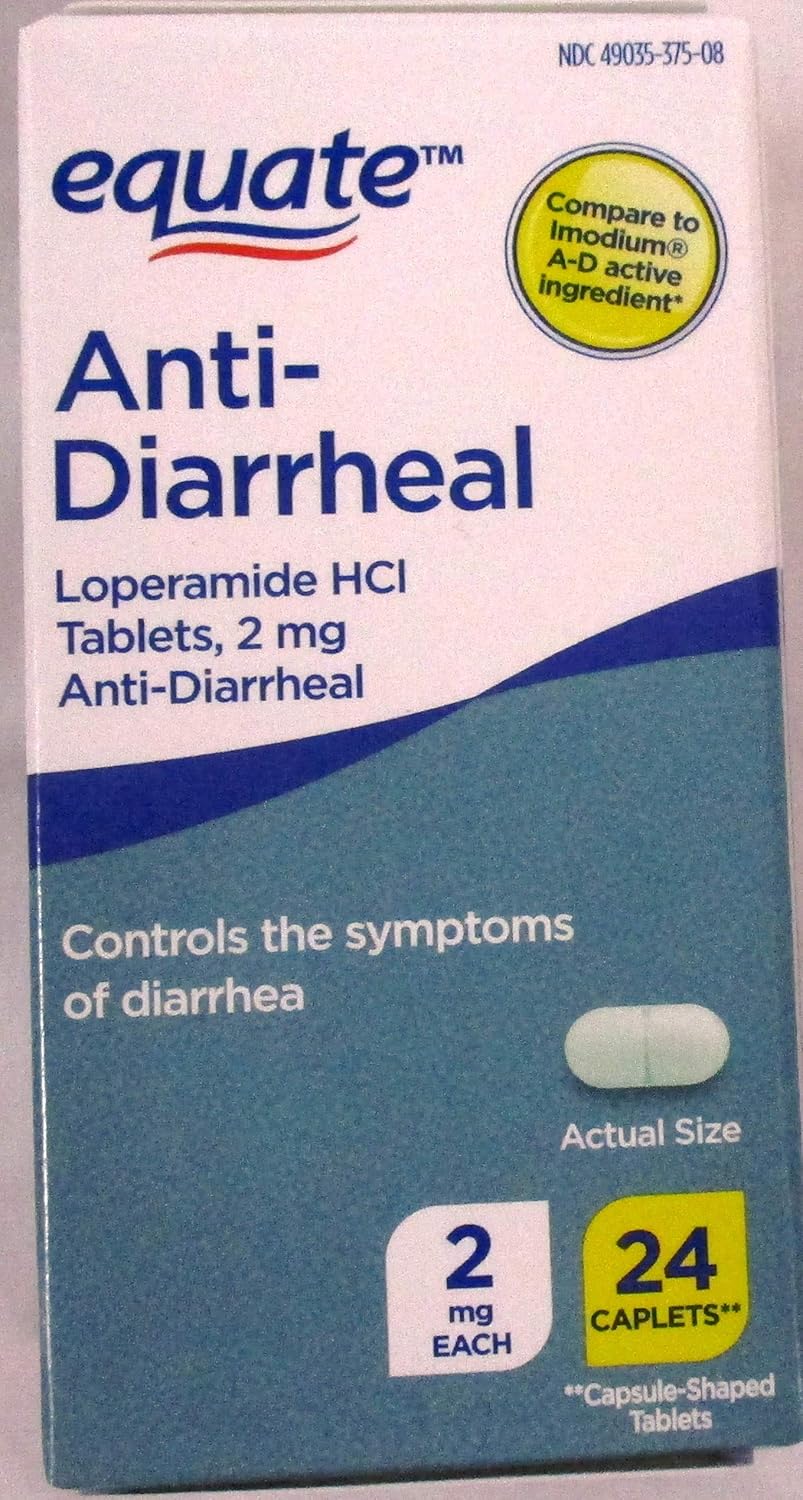 NDC 49035-375-08
equate™
Compare to
Imodium®
A-D active
ingredient*
Anti-
Diarrheal
Loperamide HCl
Tablets, 2 mg
Anti-Diarrheal
Controls the symptoms
of diarrhea
Actual Size
2
mg
EACH
24
CAPLETS**
**Capsule-Shaped
Tablets